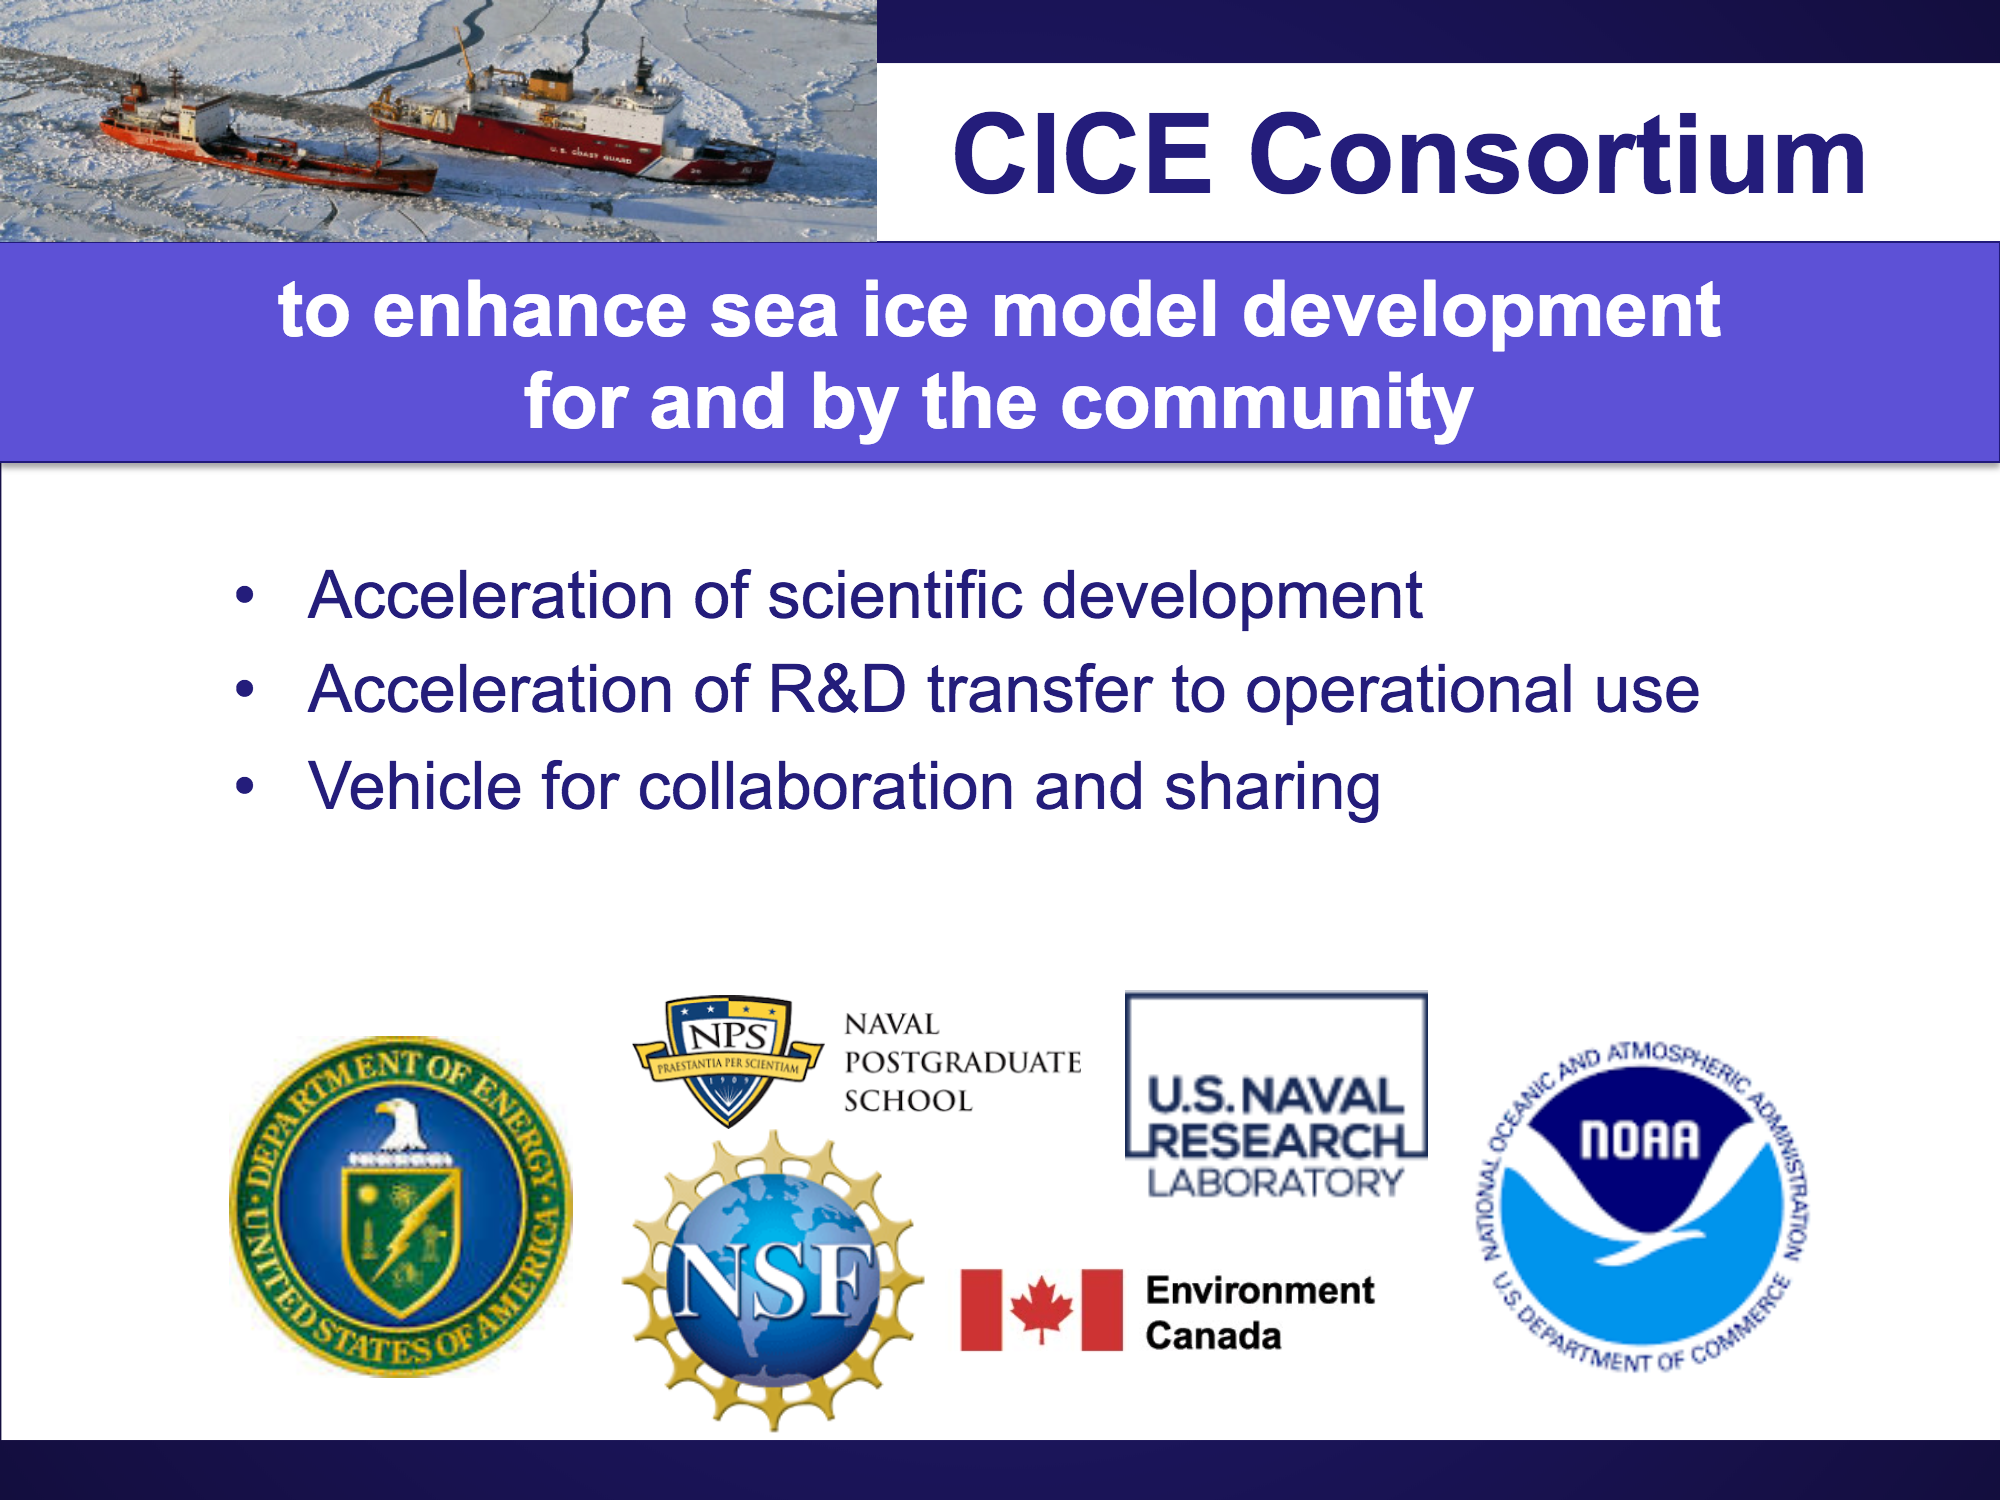 U.S. COAST GUARD
CICE Consortium
to enhance sea ice model development
for and by the community
• Acceleration of scientific development
• Acceleration of R&D transfer to operational use
• Vehicle for collaboration and sharing
DEPARTMENT OF ENERGY
UNITED STATES OF AMERICA
NPS
PRAESTANTIA PER SCIENTIAM
1909
NAVAL
POSTGRADUATE
SCHOOL
NSF
U.S. NAVAL
RESEARCH
LABORATORY
Environment
Canada
NATIONAL OCEANIC AND ATMOSPHERIC ADMINISTRATION
NOAA
U.S. DEPARTMENT OF COMMERCE